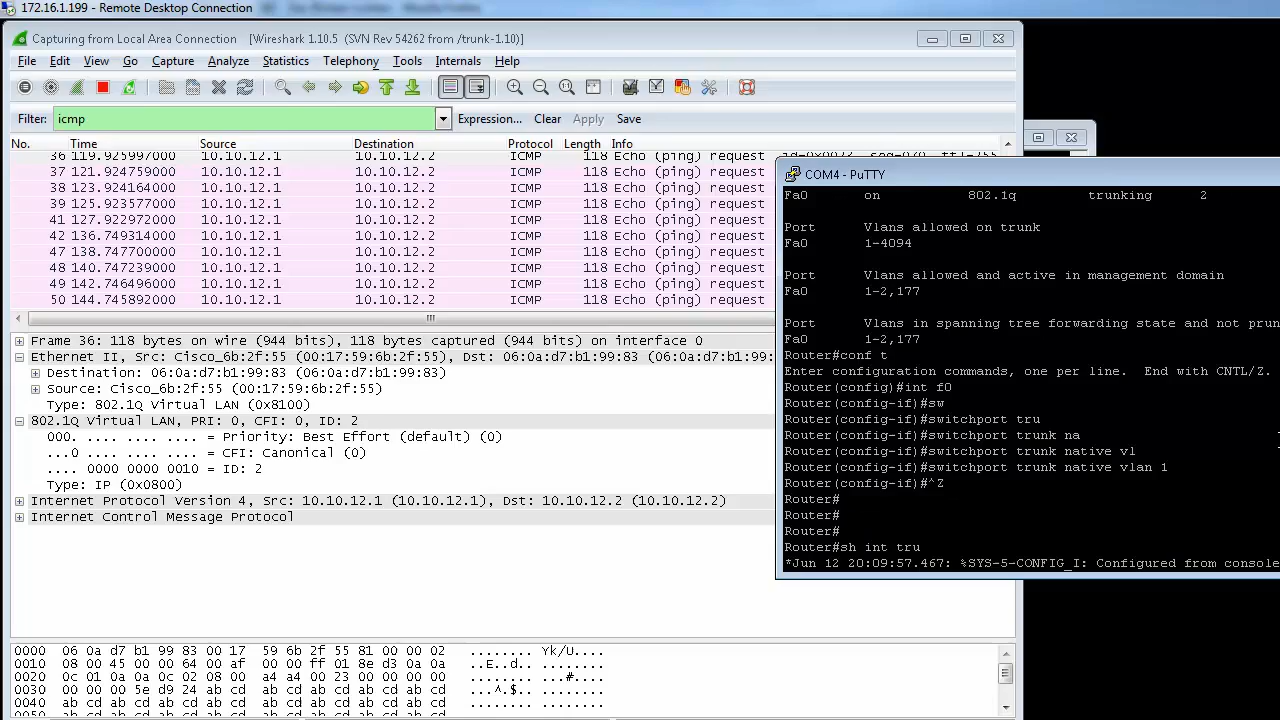 172.16.1.199 - Remote Desktop Connection
Capturing from Local Area Connection [Wireshark 1.10.5 (SVN Rev 54262 from /trunk-1.10)]
File Edit View Go Capture Analyze Statistics Telephony Tools Internals Help
Filter: icmp Expression... Clear Apply Save
No. Time Source Destination Protocol Length Info
36 119.925997000 10.10.12.1 10.10.12.2 ICMP 118 Echo (ping) request
37 121.924759000 10.10.12.1 10.10.12.2 ICMP 118 Echo (ping) request
38 123.924164000 10.10.12.1 10.10.12.2 ICMP 118 Echo (ping) request
39 125.923577000 10.10.12.1 10.10.12.2 ICMP 118 Echo (ping) request
41 127.922972000 10.10.12.1 10.10.12.2 ICMP 118 Echo (ping) request
42 136.749314000 10.10.12.1 10.10.12.2 ICMP 118 Echo (ping) request
47 138.747700000 10.10.12.1 10.10.12.2 ICMP 118 Echo (ping) request
48 140.747239000 10.10.12.1 10.10.12.2 ICMP 118 Echo (ping) request
49 142.746496000 10.10.12.1 10.10.12.2 ICMP 118 Echo (ping) request
50 144.745892000 10.10.12.1 10.10.12.2 ICMP 118 Echo (ping) request
Frame 36: 118 bytes on wire (944 bits), 118 bytes captured (944 bits) on interface 0
Ethernet II, Src: Cisco_6b:2f:55 (00:17:59:6b:2f:55), Dst: 06:0a:d7:b1:99:83 (06:0a:d7:b1:99:
Destination: 06:0a:d7:b1:99:83 (06:0a:d7:b1:99:83)
Source: Cisco_6b:2f:55 (00:17:59:6b:2f:55)
Type: 802.1Q Virtual LAN (0x8100)
802.1Q Virtual LAN, PRI: 0, CFI: 0, ID: 2
000. .... .... .... = Priority: Best Effort (default) (0)
...0 .... .... .... = CFI: Canonical (0)
.... 0000 0000 0010 = ID: 2
Type: IP (0x0800)
Internet Protocol Version 4, Src: 10.10.12.1 (10.10.12.1), Dst: 10.10.12.2 (10.10.12.2)
Internet Control Message Protocol
0000 06 0a d7 b1 99 83 00 17 59 6b 2f 55 81 00 00 02 ........ Yk/U....
0010 08 00 45 00 00 64 00 af 00 00 ff 01 8e d3 0a 0a ..E..d.. ........
0020 0c 01 0a 0a 0c 02 08 00 a4 a0 00 23 00 00 00 00 ........ ...#....
0030 00 00 00 5e d9 24 ab cd ab cd ab cd ab cd ab cd ...^.$.. ........
0040 ab cd ab cd ab cd ab cd ab cd ab cd ab cd ab cd ........ ........
COM4 - PuTTY
Fa0 on 802.1q trunking 2
Port Vlans allowed on trunk
Fa0 1-4094
Port Vlans allowed and active in management domain
Fa0 1-2,177
Port Vlans in spanning tree forwarding state and not prun
Fa0 1-2,177
Router#conf t
Enter configuration commands, one per line. End with CNTL/Z.
Router(config)#int f0
Router(config-if)#sw
Router(config-if)#switchport tru
Router(config-if)#switchport trunk na
Router(config-if)#switchport trunk native vl
Router(config-if)#switchport trunk native vlan 1
Router(config-if)#^Z
Router#
Router#
Router#
Router#sh int tru
*Jun 12 20:09:57.467: %SYS-5-CONFIG_I: Configured from console